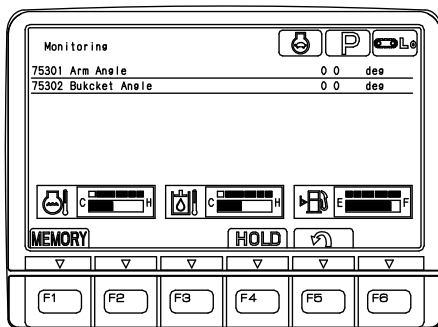 Monitoring
P
Lo
75301 Arm Angle 0 0 deg
75302 Bukcket Angle 0 0 deg
C H
C H
E F
MEMORY
HOLD
F1 F2 F3 F4 F5 F6